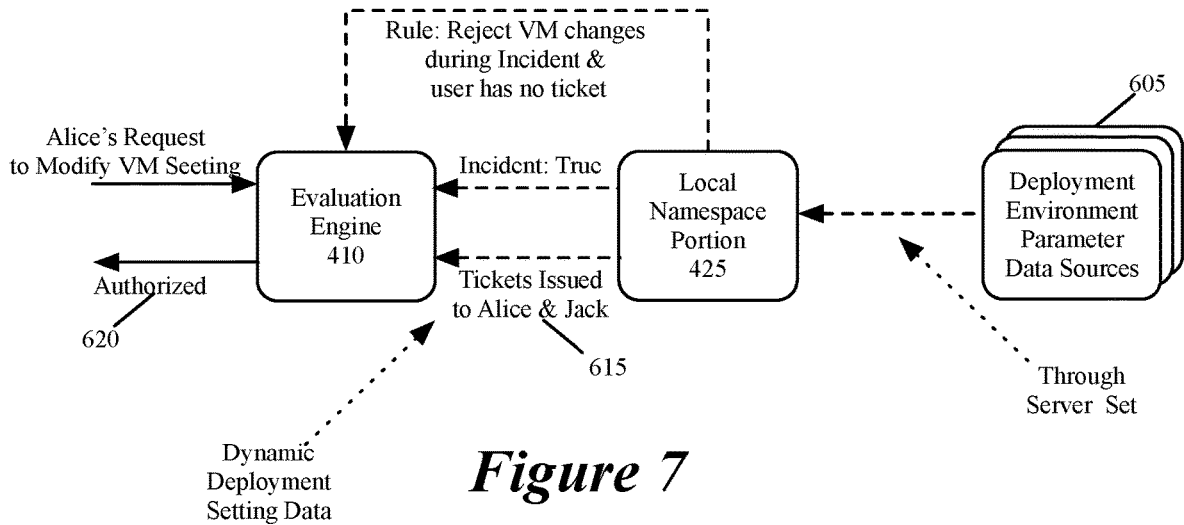 Rule: Reject VM changes
during Incident &
user has no ticket
605
Alice's Request
to Modify VM Seeting
Evaluation
Engine
410
Incident: True
Local
Namespace
Portion
425
Deployment
Environment
Parameter
Data Sources
Authorized
620
Tickets Issued
to Alice & Jack
615
Through
Server Set
Dynamic
Deployment
Setting Data
Figure 7